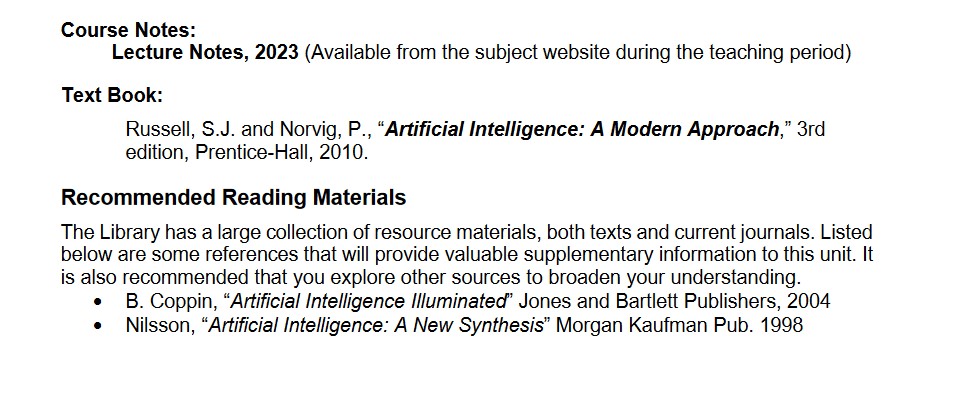 Course Notes:
Lecture Notes, 2023 (Available from the subject website during the teaching period)
Text Book:
Russell, S.J. and Norvig, P., “Artificial Intelligence: A Modern Approach,” 3rd
edition, Prentice-Hall, 2010.
Recommended Reading Materials
The Library has a large collection of resource materials, both texts and current journals. Listed
below are some references that will provide valuable supplementary information to this unit. It
is also recommended that you explore other sources to broaden your understanding.
• B. Coppin, “Artificial Intelligence Illuminated” Jones and Bartlett Publishers, 2004
• Nilsson, “Artificial Intelligence: A New Synthesis” Morgan Kaufman Pub. 1998